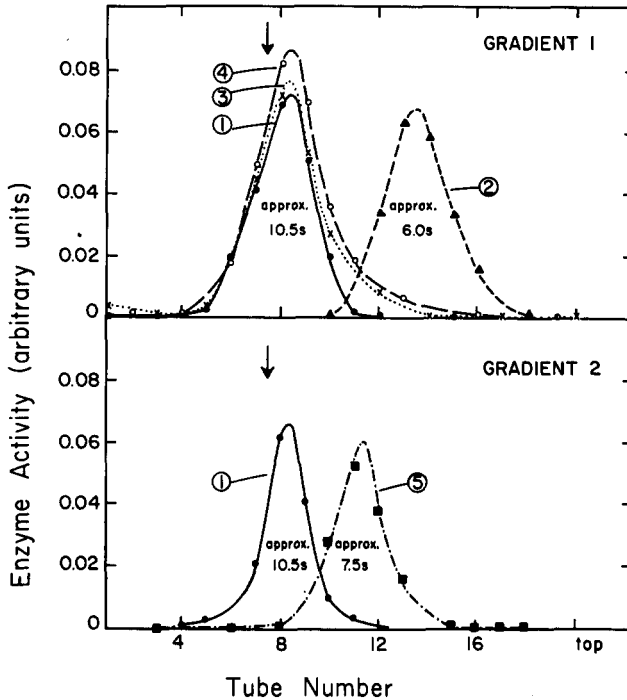 GRADIENT 1
0.08
0.06
0.04
0.02
0
④
③
①
②
approx.
10.5s
approx.
6.0s
GRADIENT 2
0.08
0.06
0.04
0.02
0
①
⑤
approx.
10.5s
approx.
7.5s
4
8
12
16
top
Tube Number
Enzyme Activity (arbitrary units)